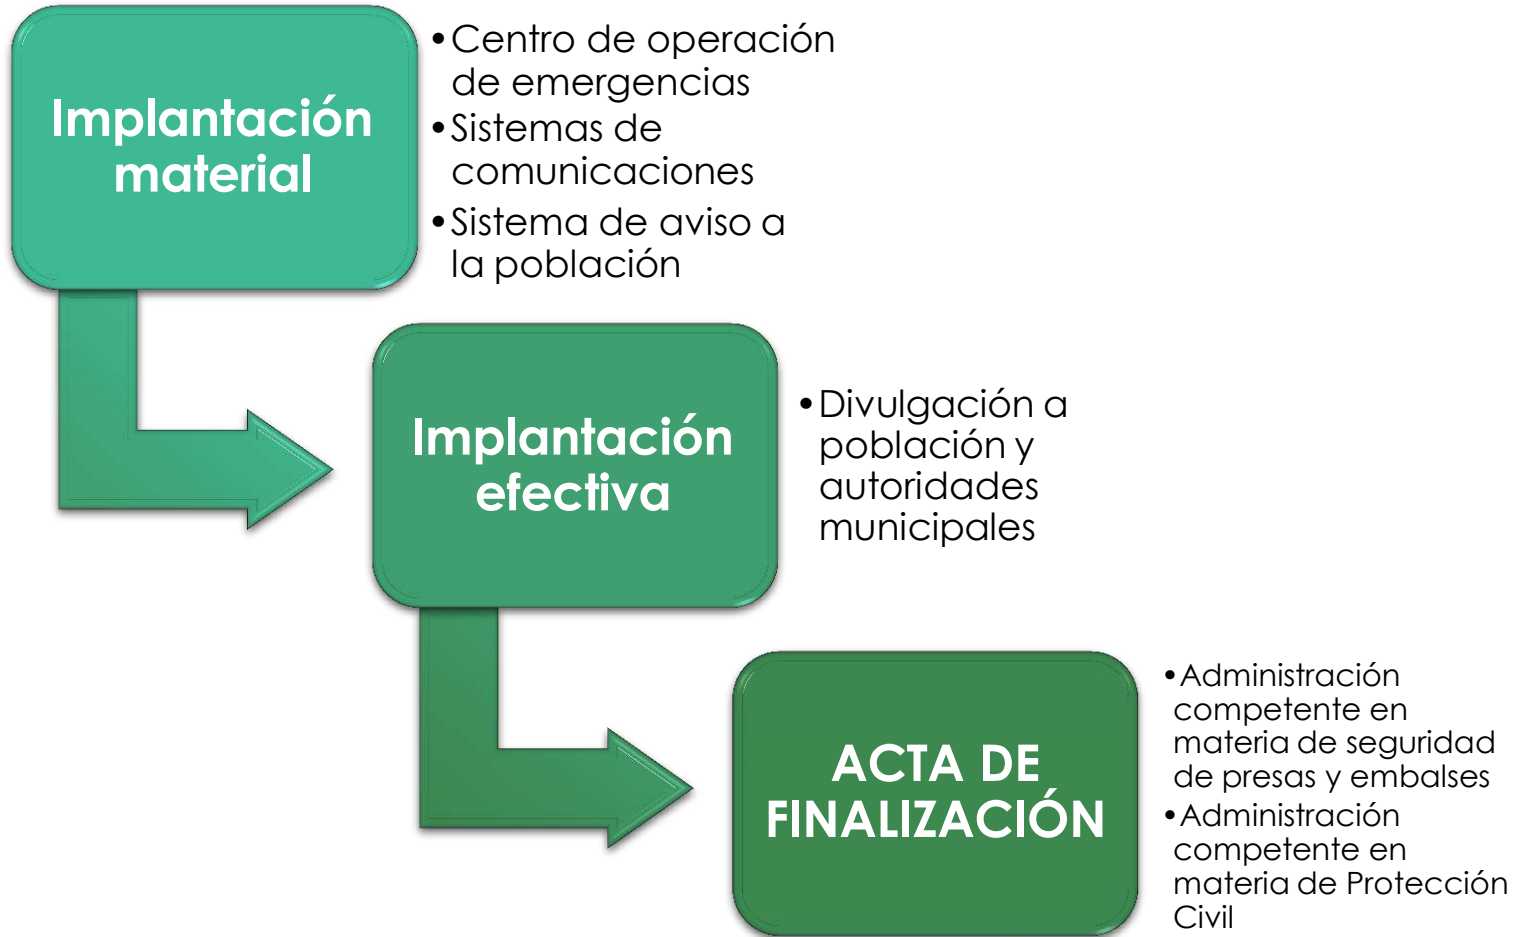 Implantación
material
•Centro de operación
de emergencias
•Sistemas de
comunicaciones
•Sistema de aviso a
la población
Implantación
efectiva
•Divulgación a
población y
autoridades
municipales
ACTA DE
FINALIZACIÓN
•Administración
competente en
materia de seguridad
de presas y embalses
•Administración
competente en
materia de Protección
Civil